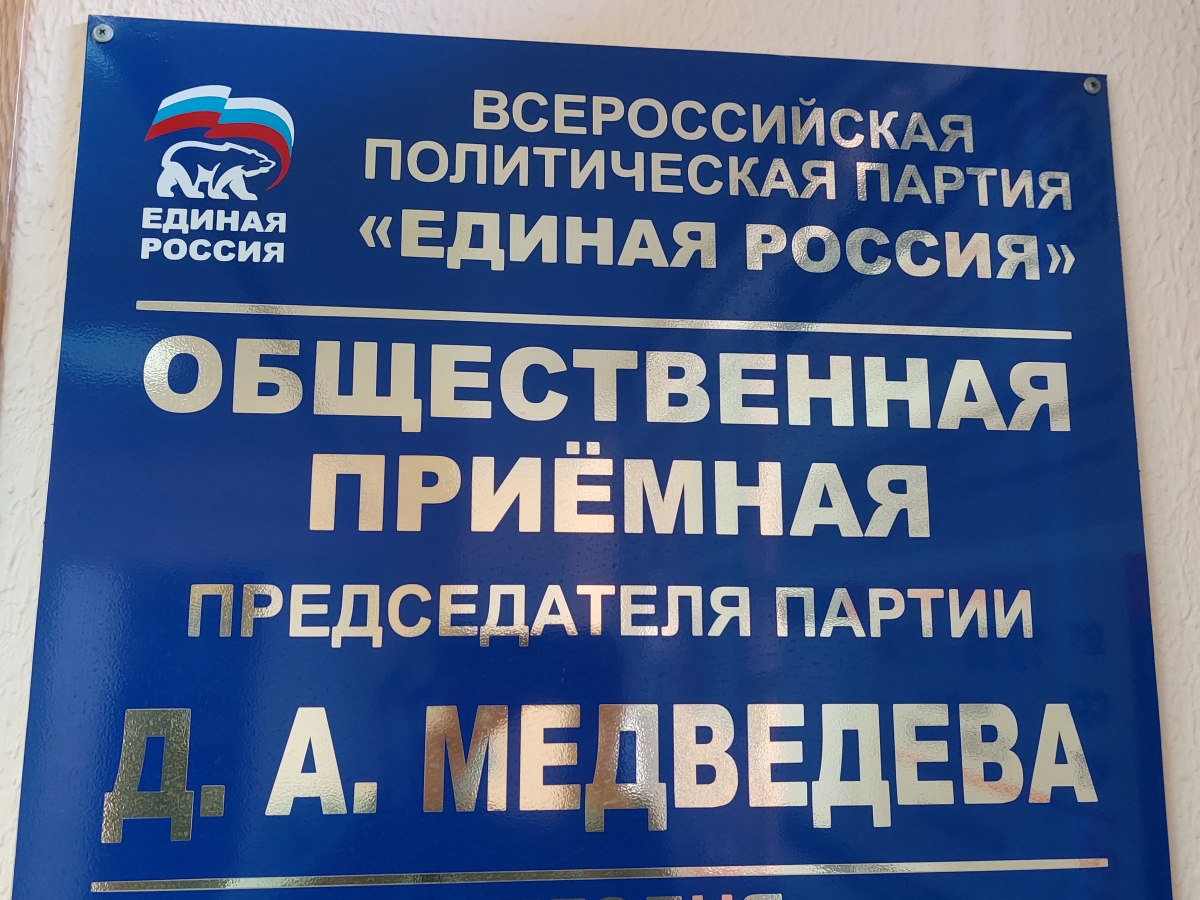 ЕДИНАЯ
РОССИЯ
ВСЕРОССИЙСКАЯ
ПОЛИТИЧЕСКАЯ ПАРТИЯ
«ЕДИНАЯ РОССИЯ»
ОБЩЕСТВЕННАЯ
ПРИЁМНАЯ
ПРЕДСЕДАТЕЛЯ ПАРТИИ
Д. А. МЕДВЕДЕВА